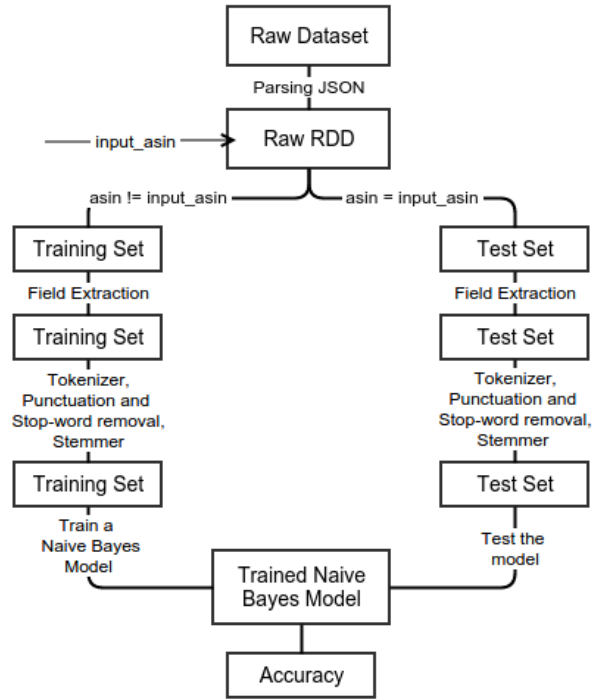 Raw Dataset
Parsing JSON
input_asin
Raw RDD
asin != input_asin
asin = input_asin
Training Set
Test Set
Field Extraction
Field Extraction
Training Set
Test Set
Tokenizer,
Punctuation and
Stop-word removal,
Stemmer
Tokenizer,
Punctuation and
Stop-word removal,
Stemmer
Training Set
Test Set
Train a
Naive Bayes
Model
Test the
model
Trained Naive
Bayes Model
Accuracy